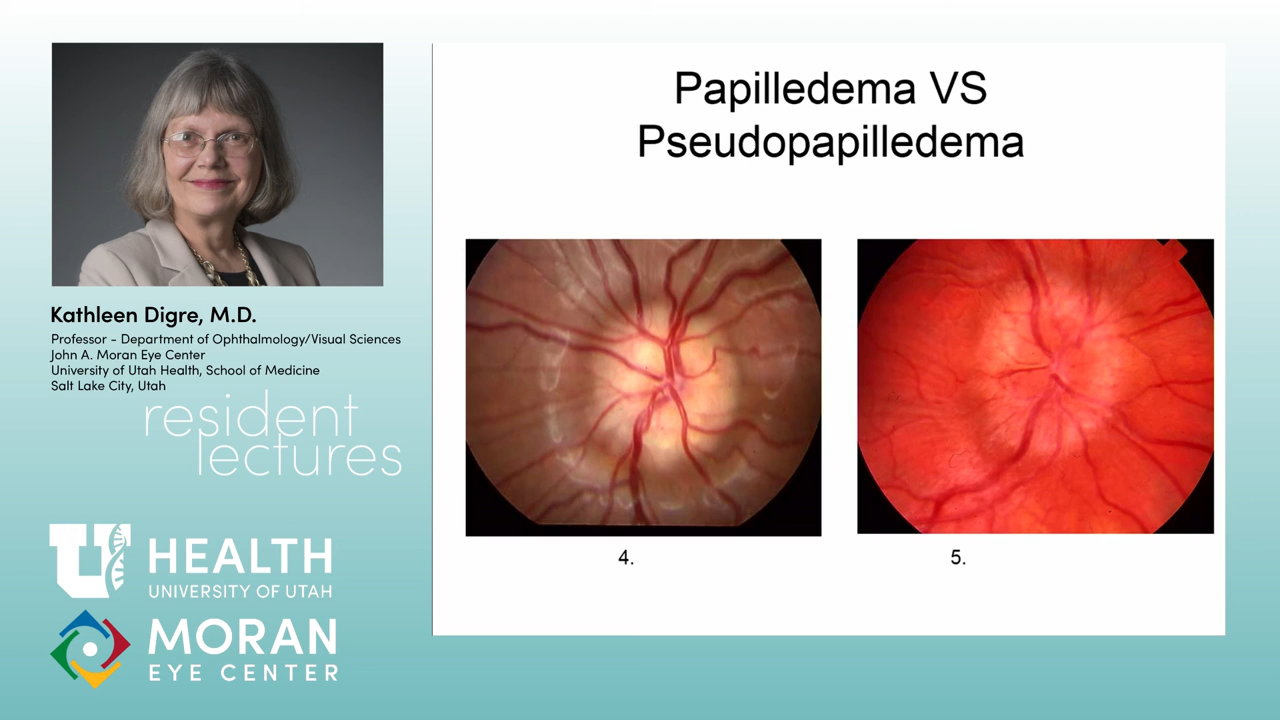 Kathleen Digre, M.D.
Professor – Department of Ophthalmology/Visual Sciences
John A. Moran Eye Center
University of Utah Health, School of Medicine
Salt Lake City, Utah
resident
lectures
U HEALTH
UNIVERSITY OF UTAH
MORAN
EYE CENTER
Papilledema VS
Pseudopapilledema
4.
5.